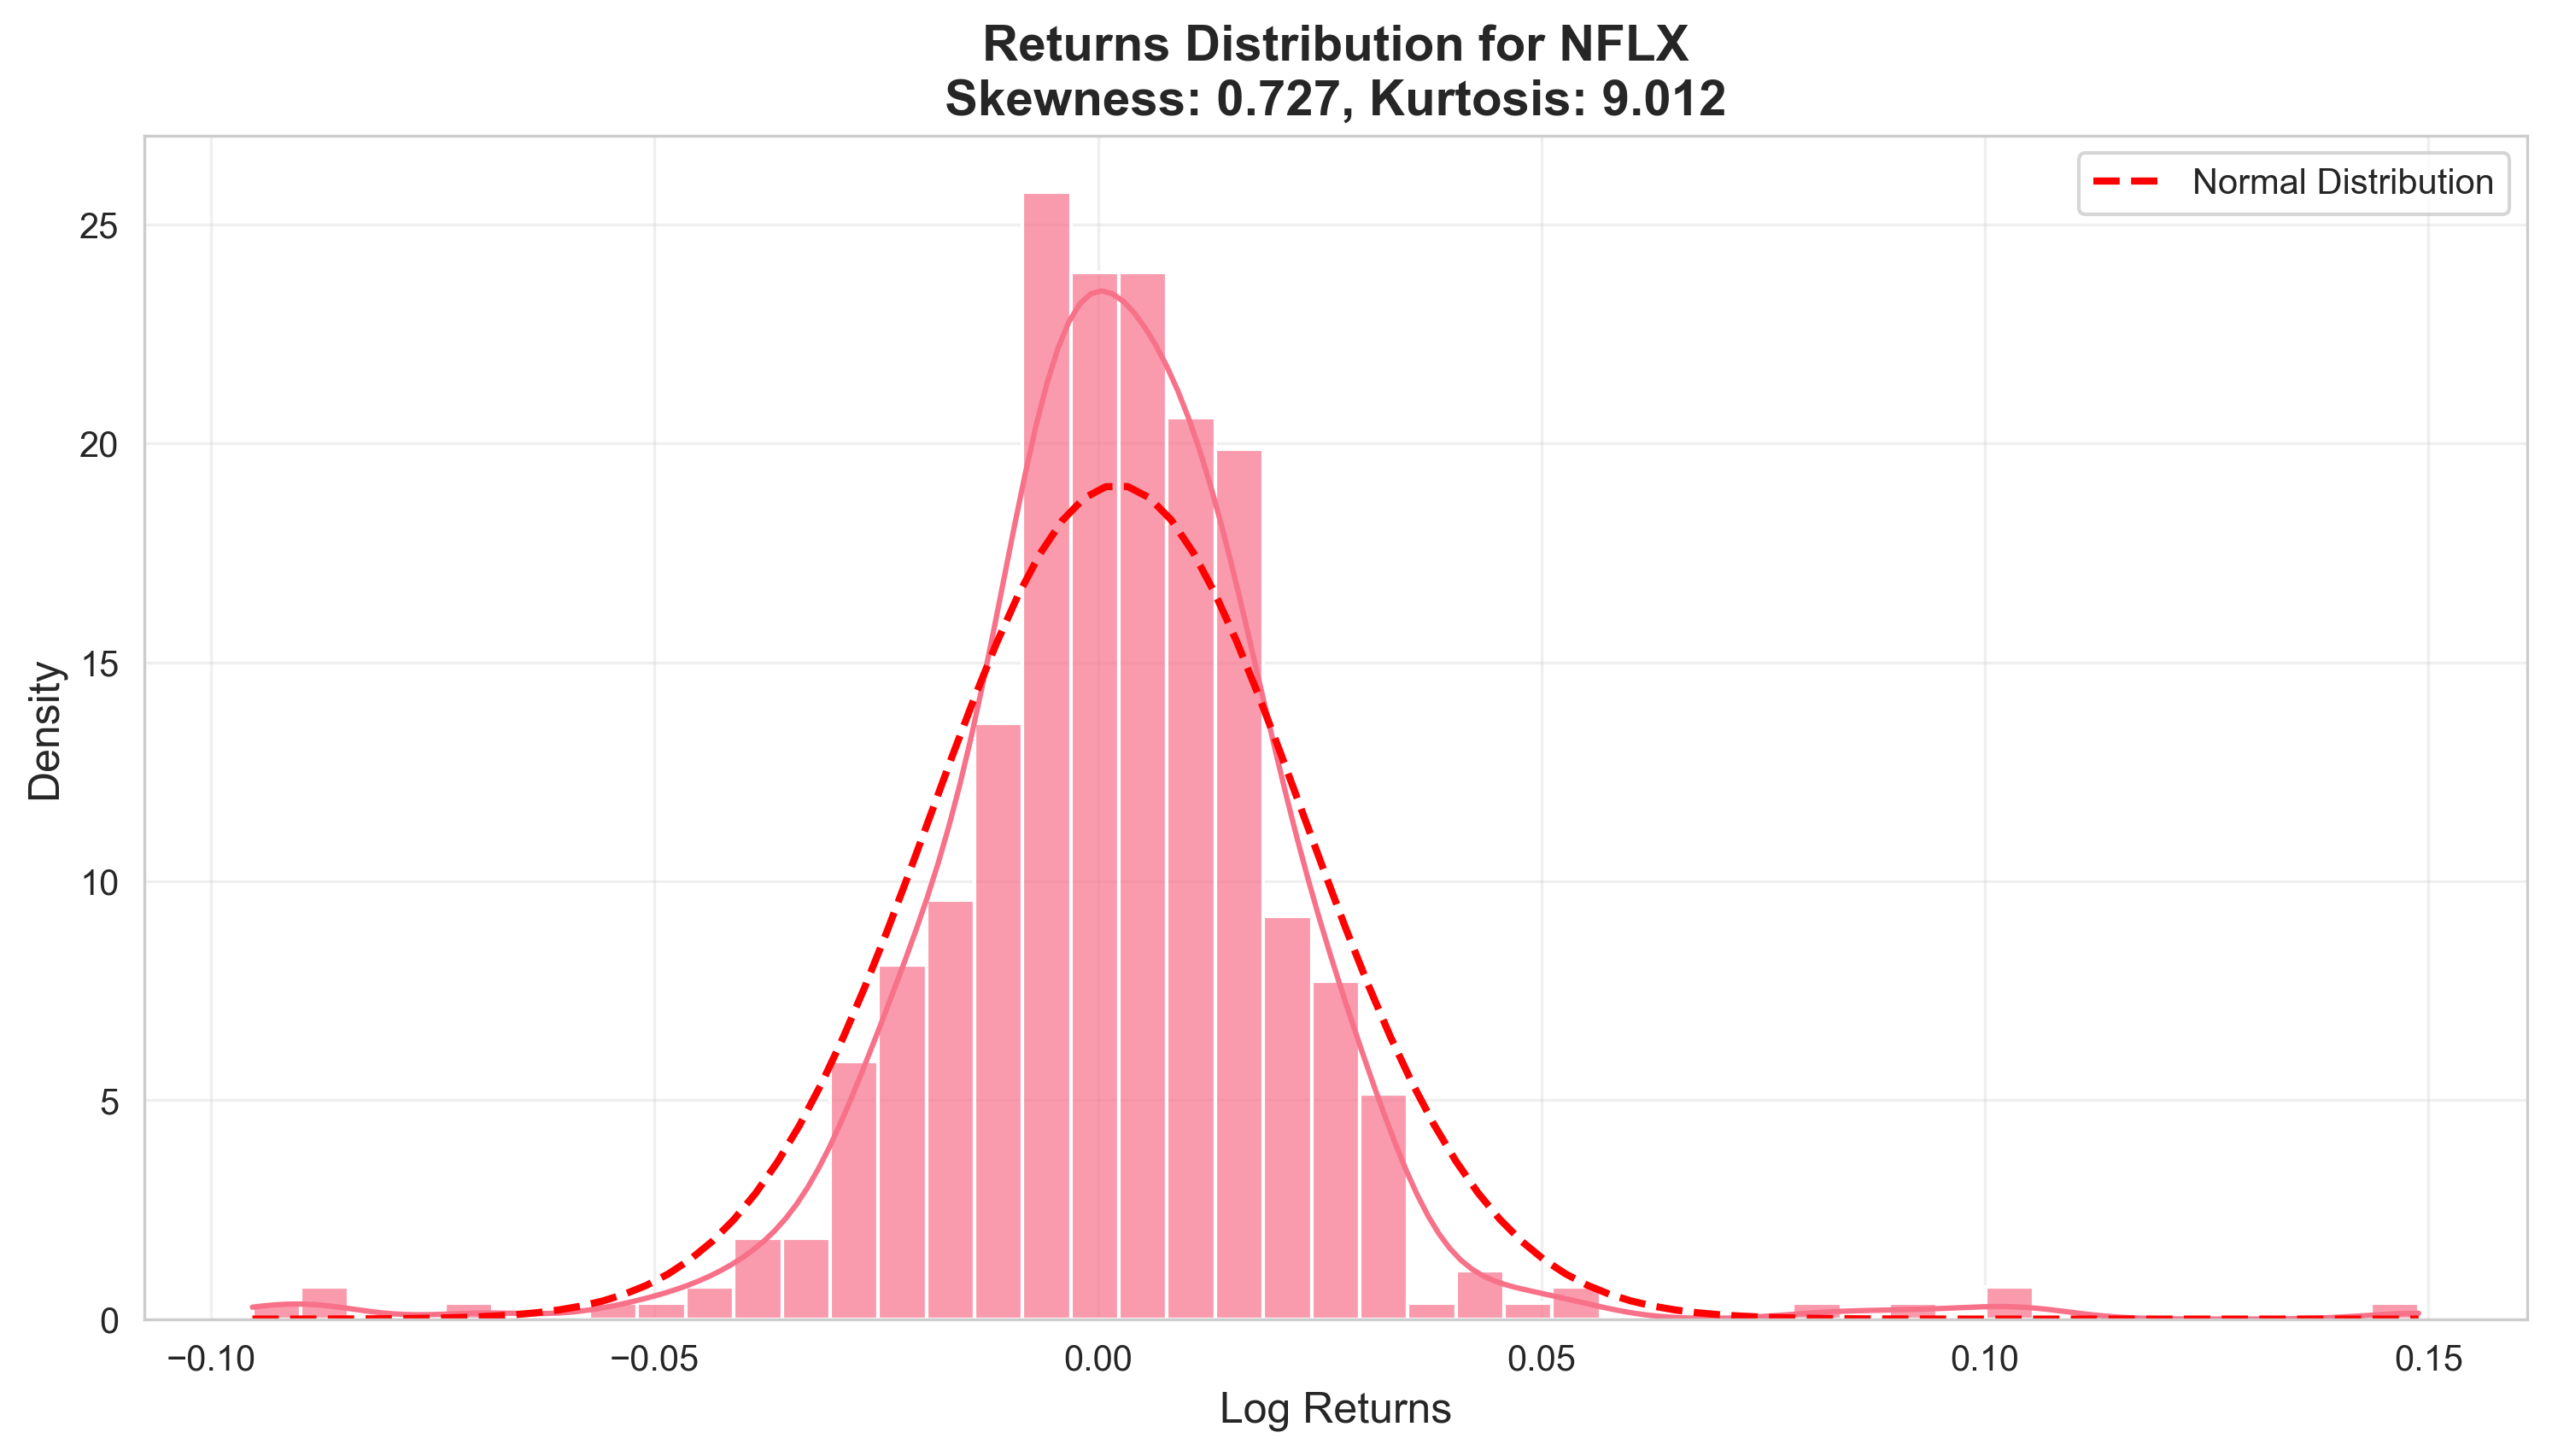 Returns Distribution for NFLX
Skewness: 0.727, Kurtosis: 9.012
Normal Distribution
25
20
15
10
5
0
Density
−0.10
−0.05
0.00
0.05
0.10
0.15
Log Returns